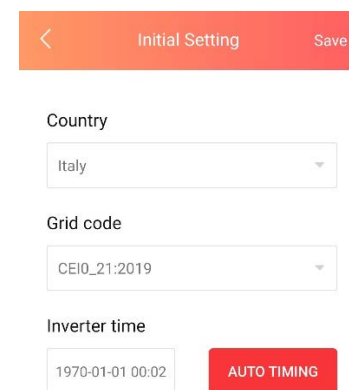 Initial Setting Save
Country
Italy
Grid code
CEI0_21:2019
Inverter time
1970-01-01 00:02 AUTO TIMING